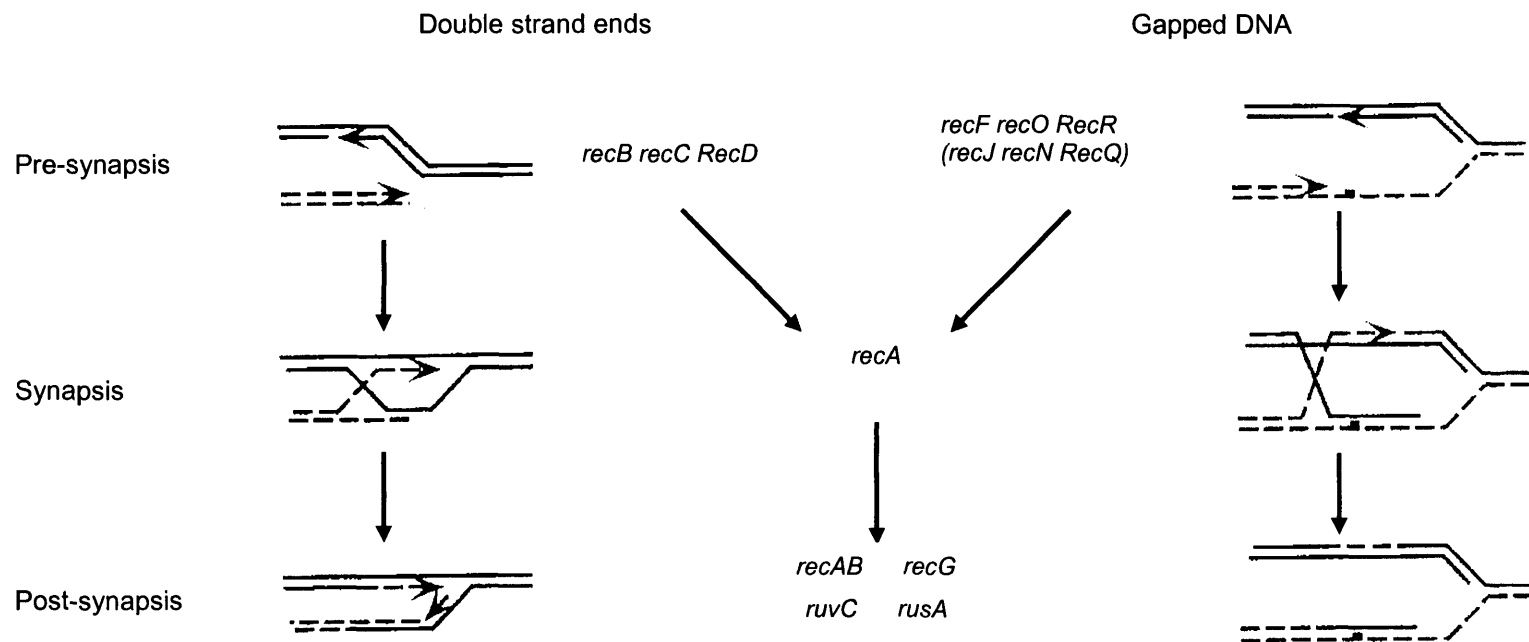 Double strand ends
Gapped DNA
Pre-synapsis
recB recC RecD
recF recO RecR
(recJ recN RecQ)
Synapsis
recA
Post-synapsis
recAB recG
ruvC rusA